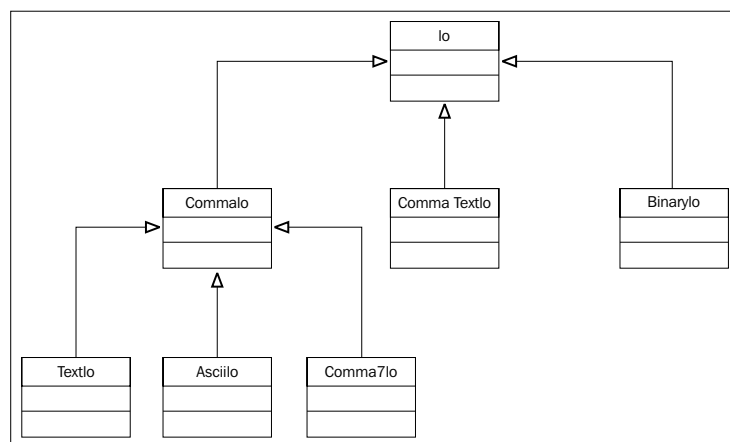 Io
CommaIo
Comma TextIo
BinaryIo
TextIo
AsciiIo
Comma7Io